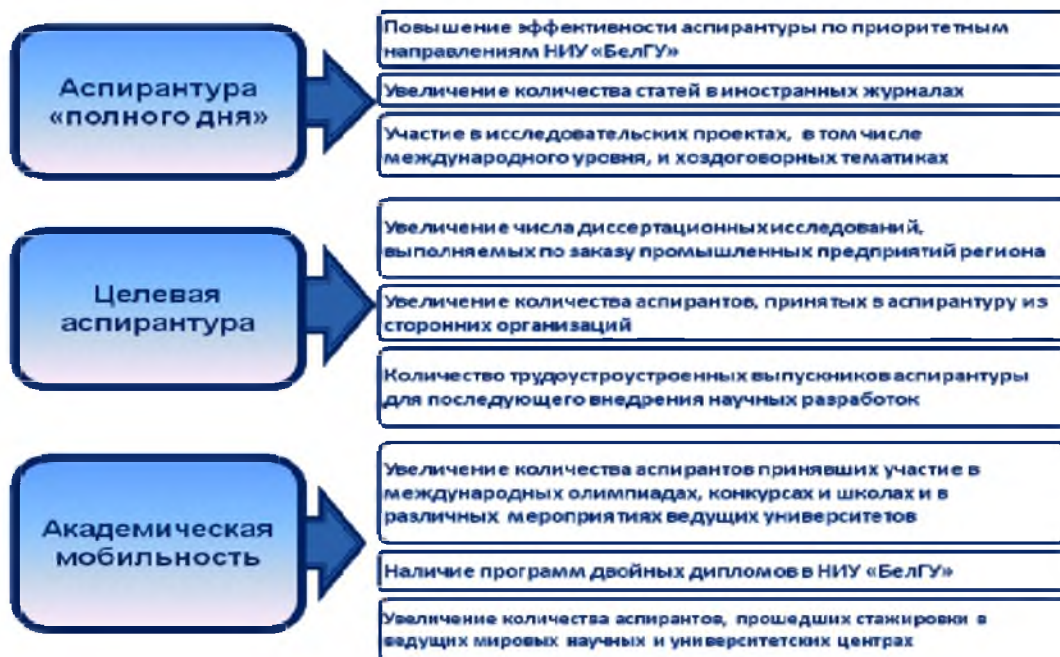 Аспирантура
«полного дня»
Повышение эффективности аспирантуры по приоритетным
направлениям НИУ «БелГУ»
Увеличение количества статей в иностранных журналах
Участие в исследовательских проектах, в том числе
международного уровня, и хоздоговорных тематиках
Целевая
аспирантура
Увеличение числа диссертационных исследований,
выполняемых по заказу промышленных предприятий региона
Увеличение количества аспирантов, принятых в аспирантуру из
сторонних организаций
Количество трудоустроустроенных выпускников аспирантуры
для последующего внедрения научных разработок
Академическая
мобильность
Увеличение количества аспирантов принявших участие в
международных олимпиадах, конкурсах и школах и в
различных мероприятиях ведущих университетов
Наличие программ двойных дипломов в НИУ «БелГУ»
Увеличение количества аспирантов, прошедших стажировки в
ведущих мировых научных и университетских центрах